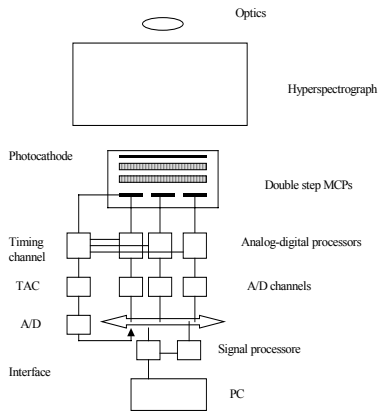 Optics
Hyperspectrograph
Photocathode
Double step MCPs
Timing
channel
Analog-digital processors
TAC
A/D channels
A/D
Signal processore
Interface
PC